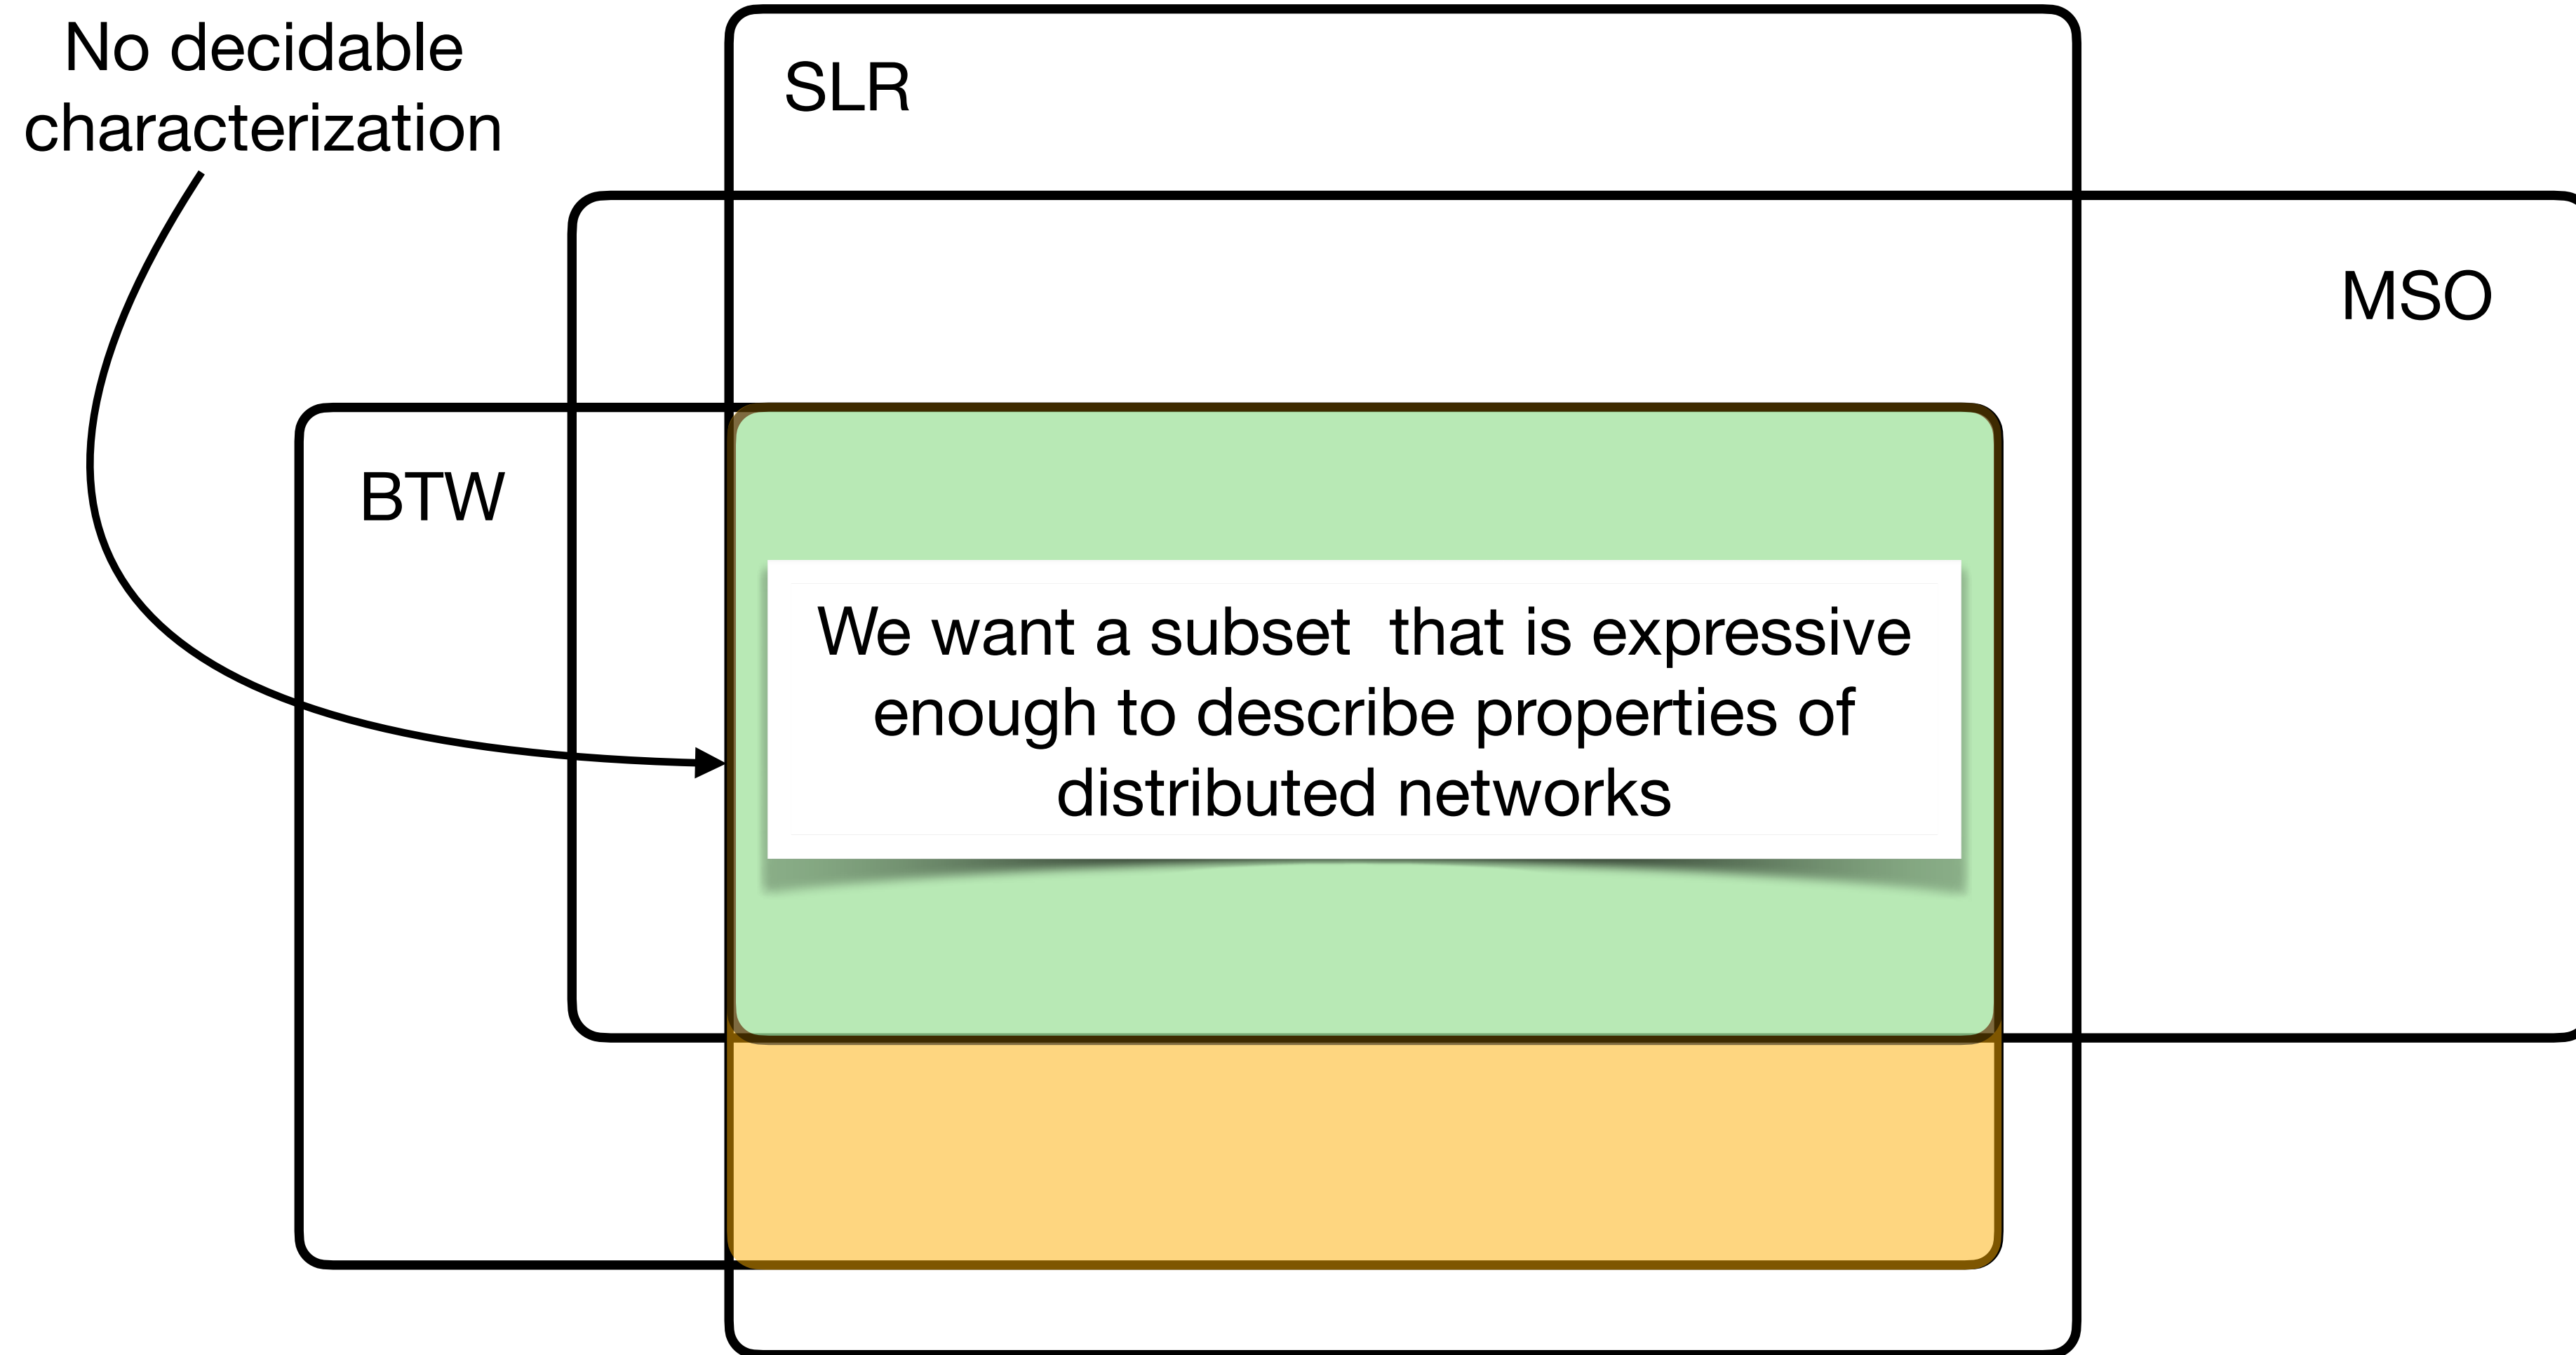 No decidable
characterization
SLR
MSO
BTW
We want a subset  that is expressive
enough to describe properties of
distributed networks